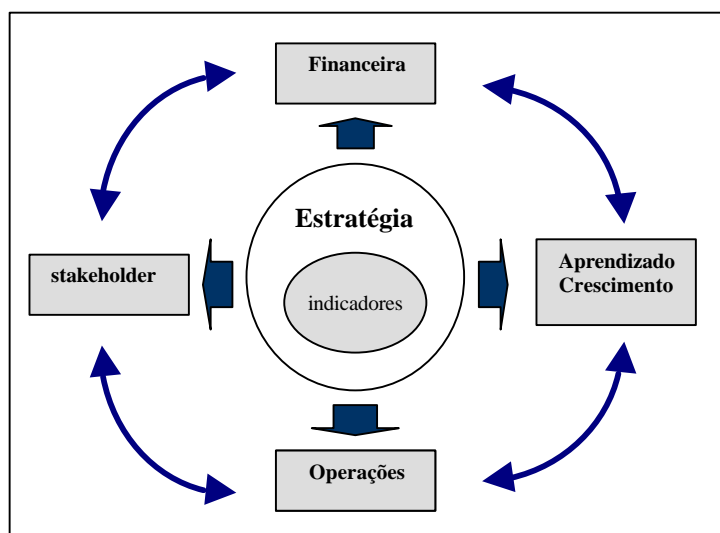 Financeira
Estratégia
stakeholder
indicadores
Aprendizado
Crescimento
Operações